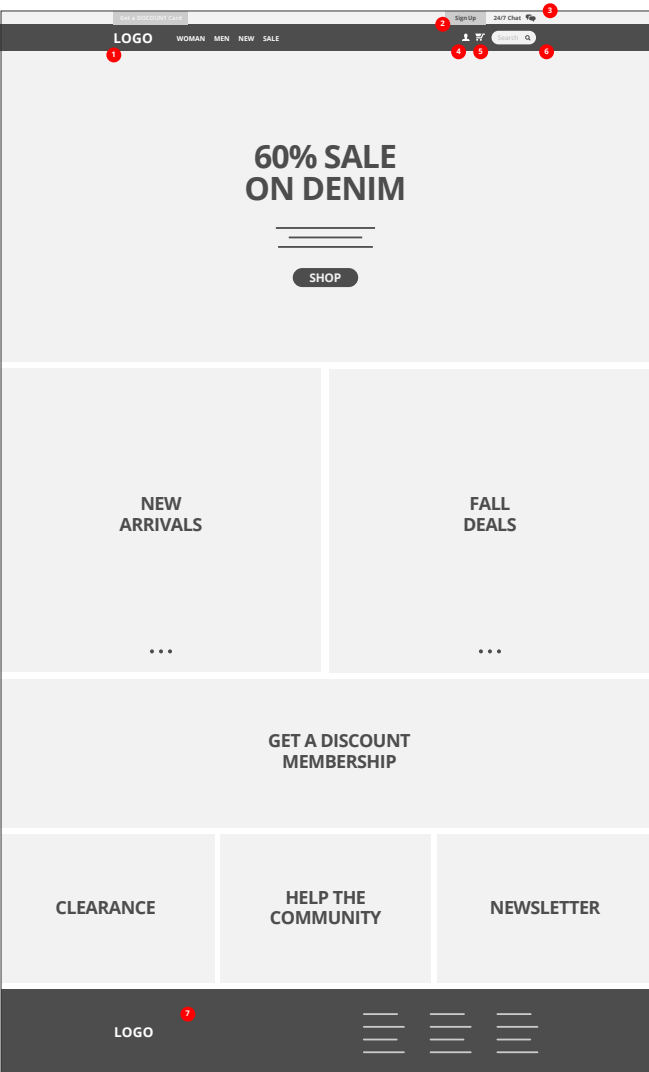 Get a DISCOUNT Card
Sign Up
24/7 Chat
3
2
LOGO
WOMAN MEN NEW SALE
Search
1
4
5
6
60% SALE
ON DENIM
SHOP
NEW
ARRIVALS
FALL
DEALS
GET A DISCOUNT
MEMBERSHIP
CLEARANCE
HELP THE
COMMUNITY
NEWSLETTER
7
LOGO